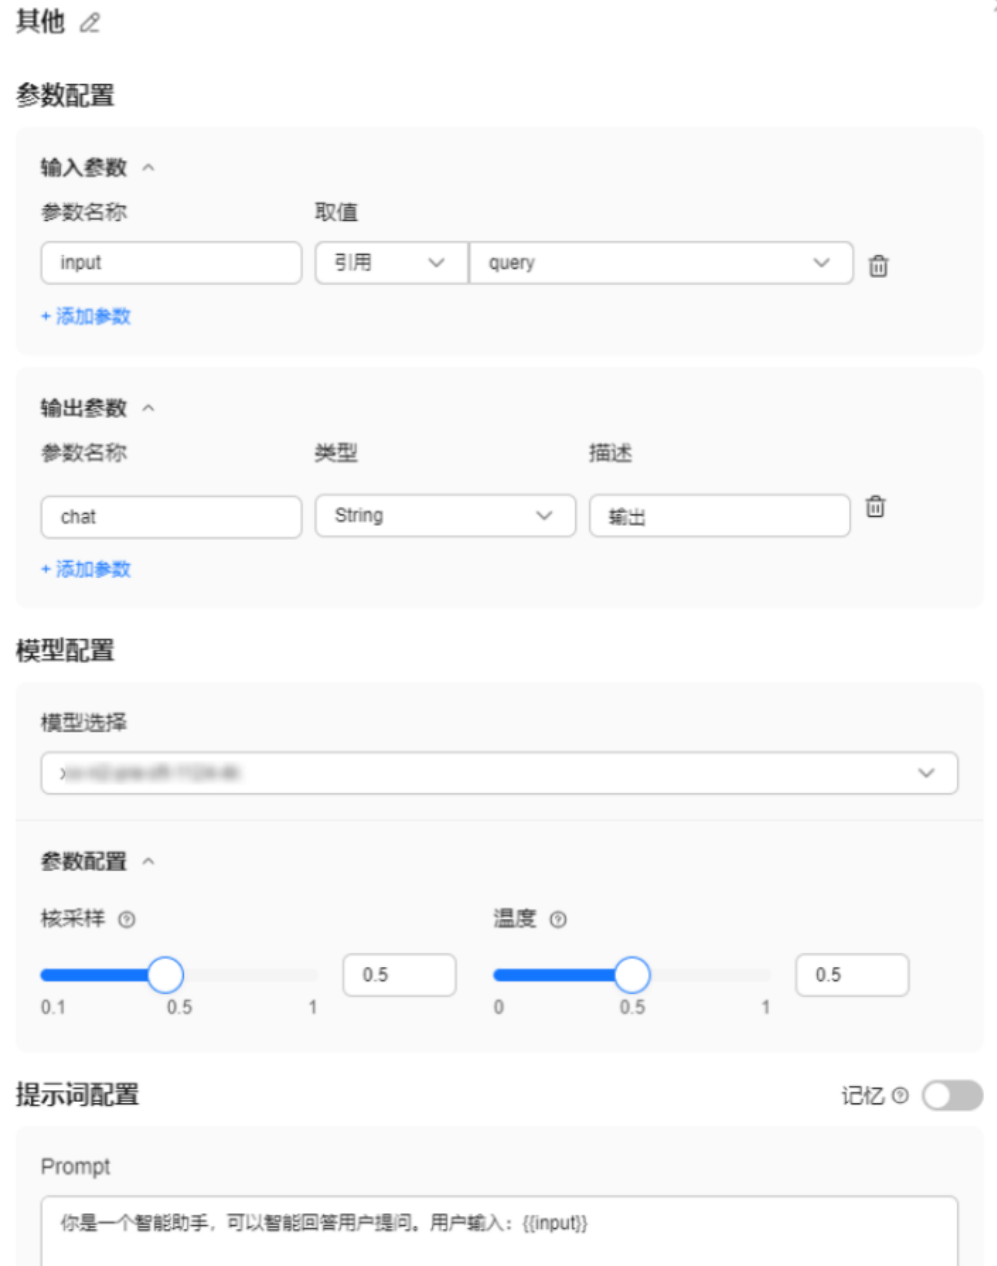 其他
参数配置
输入参数
参数名称 取值
input 引用 query
+ 添加参数
输出参数
参数名称 类型 描述
chat String 输出
+ 添加参数
模型配置
模型选择
参数配置
核采样 温度
0.5 0.5
0.1 0.5 1 0 0.5 1
提示词配置 记忆
Prompt
你是一个智能助手，可以智能回答用户提问。用户输入：{{input}}